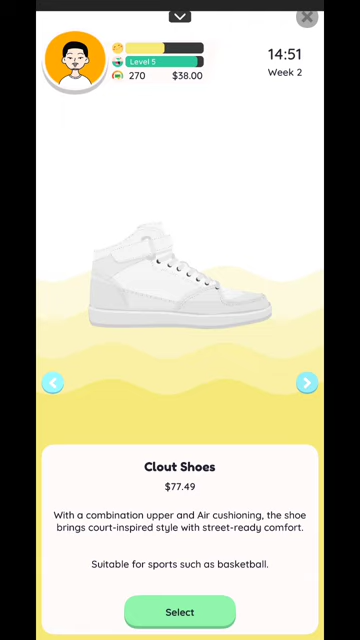 14:51
Level 5
270 $38.00
Week 2
Clout Shoes
$77.49
With a combination upper and Air cushioning, the shoe
brings court-inspired style with street-ready comfort.
Suitable for sports such as basketball.
Select